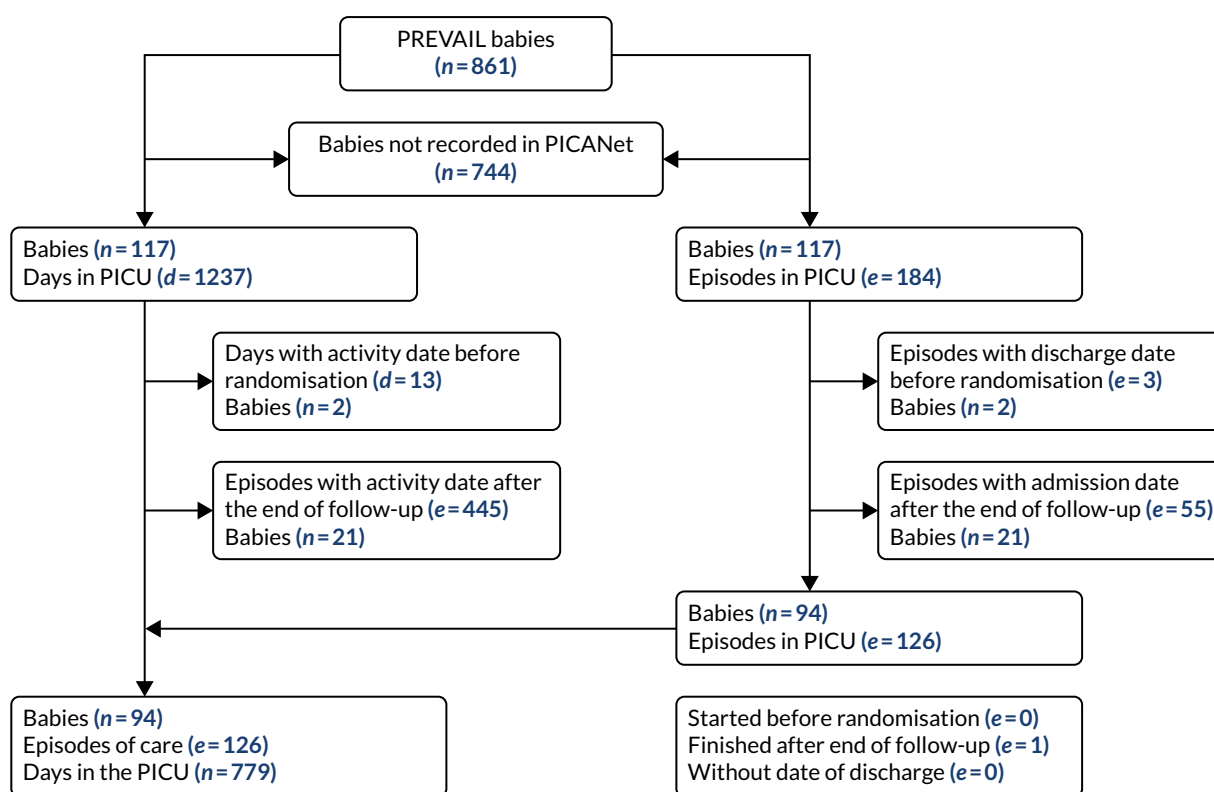 PREVAIL babies
(n=861)
Babies not recorded in PICANet
(n=744)
Babies (n=117)
Days in PICU (d=1237)
Babies (n=117)
Episodes in PICU (e=184)
Days with activity date before
randomisation (d=13)
Babies (n=2)
Episodes with discharge date
before randomisation (e=3)
Babies (n=2)
Episodes with activity date after
the end of follow-up (e=445)
Babies (n=21)
Episodes with admission date
after the end of follow-up (e=55)
Babies (n=21)
Babies (n=94)
Episodes in PICU (e=126)
Babies (n=94)
Episodes of care (e=126)
Days in the PICU (n=779)
Started before randomisation (e=0)
Finished after end of follow-up (e=1)
Without date of discharge (e=0)